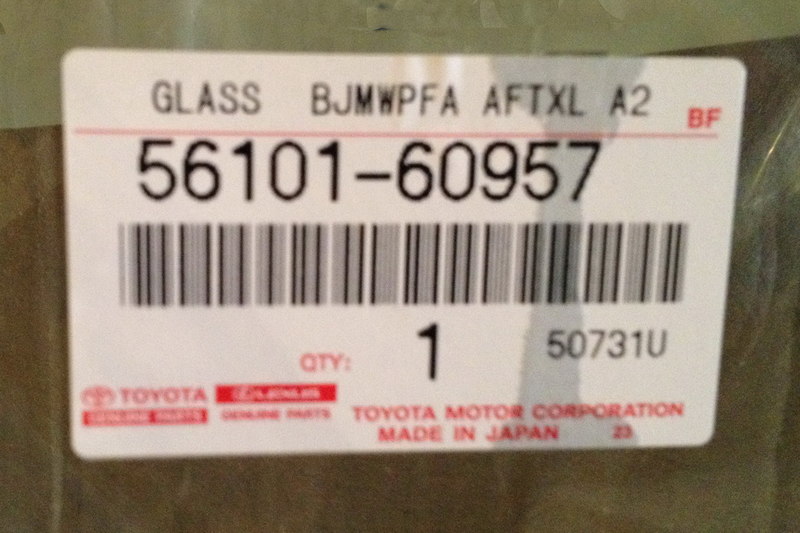 GLASS BJMWPFA AFTXL A2
BF
56101-60957
QTY: 1 50731U
TOYOTA LEXUS
GENUINE PARTS GENUINE PARTS
TOYOTA MOTOR CORPORATION
MADE IN JAPAN 23